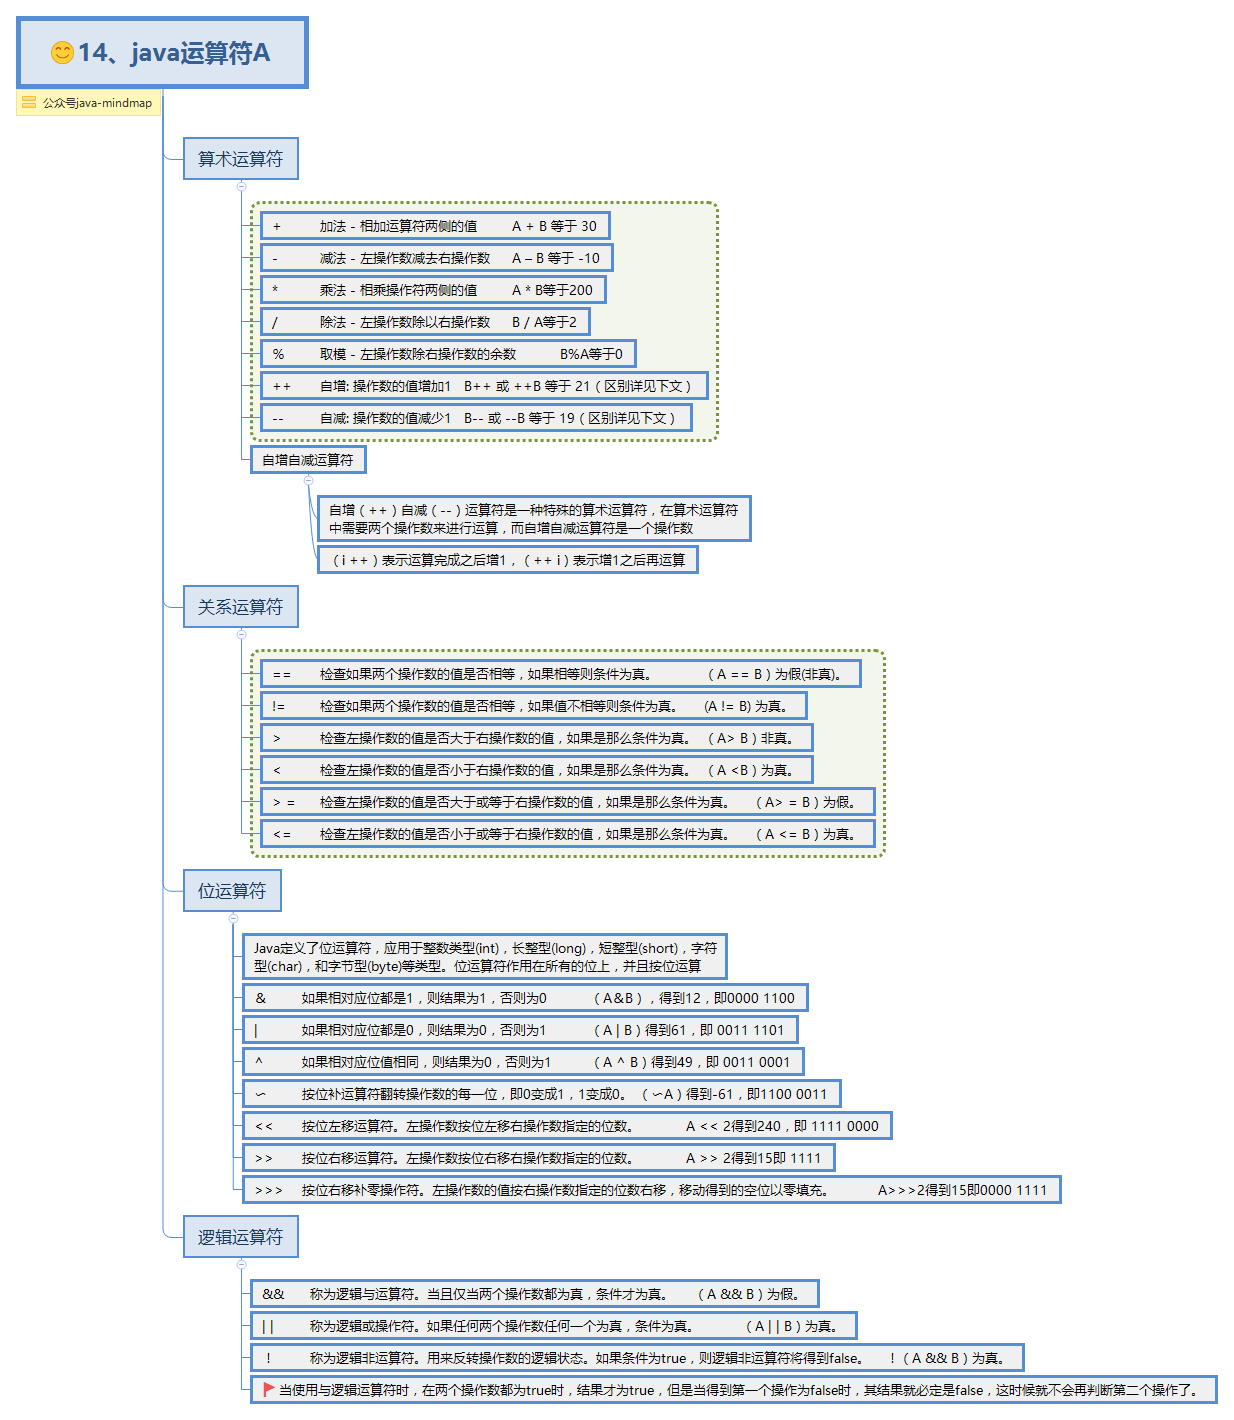 😊14、java运算符A
公众号java-mindmap
算术运算符
+ 加法 - 相加运算符两侧的值 A + B 等于 30
- 减法 - 左操作数减去右操作数 A – B 等于 -10
* 乘法 - 相乘操作符两侧的值 A * B等于200
/ 除法 - 左操作数除以右操作数 B / A等于2
% 取模 - 左操作数除右操作数的余数 B%A等于0
++ 自增: 操作数的值增加1 B++ 或 ++B 等于 21（区别详见下文）
-- 自减: 操作数的值减少1 B-- 或 --B 等于 19（区别详见下文）
自增自减运算符
自增（++）自减（--）运算符是一种特殊的算术运算符，在算术运算符
中需要两个操作数来进行运算，而自增自减运算符是一个操作数
（i ++）表示运算完成之后增1，（++ i）表示增1之后再运算
关系运算符
== 检查如果两个操作数的值是否相等，如果相等则条件为真。 （A == B）为假(非真)。
!= 检查如果两个操作数的值是否相等，如果值不相等则条件为真。 (A != B) 为真。
> 检查左操作数的值是否大于右操作数的值，如果是那么条件为真。 （A> B）非真。
< 检查左操作数的值是否小于右操作数的值，如果是那么条件为真。 （A <B）为真。
> = 检查左操作数的值是否大于或等于右操作数的值，如果是那么条件为真。 （A> = B）为假。
<= 检查左操作数的值是否小于或等于右操作数的值，如果是那么条件为真。 （A <= B）为真。
位运算符
Java定义了位运算符，应用于整数类型(int)，长整型(long)，短整型(short)，字符
型(char)，和字节型(byte)等类型。位运算符作用在所有的位上，并且按位运算
& 如果相对应位都是1，则结果为1，否则为0 （A&B），得到12，即0000 1100
| 如果相对应位都是0，则结果为0，否则为1 （A | B）得到61，即 0011 1101
^ 如果相对应位值相同，则结果为0，否则为1 （A ^ B）得到49，即 0011 0001
〜 按位补运算符翻转操作数的每一位，即0变成1，1变成0。 （〜A）得到-61，即1100 0011
<< 按位左移运算符。左操作数按位左移右操作数指定的位数。 A << 2得到240，即 1111 0000
>> 按位右移运算符。左操作数按位右移右操作数指定的位数。 A >> 2得到15即 1111
>>> 按位右移补零操作符。左操作数的值按右操作数指定的位数右移，移动得到的空位以零填充。 A>>>2得到15即0000 1111
逻辑运算符
&& 称为逻辑与运算符。当且仅当两个操作数都为真，条件才为真。 （A && B）为假。
| | 称为逻辑或操作符。如果任何两个操作数任何一个为真，条件为真。 （A | | B）为真。
！ 称为逻辑非运算符。用来反转操作数的逻辑状态。如果条件为true，则逻辑非运算符将得到false。 ！（A && B）为真。
当使用与逻辑运算符时，在两个操作数都为true时，结果才为true，但是当得到第一个操作为false时，其结果就必定是false，这时候就不会再判断第二个操作了。